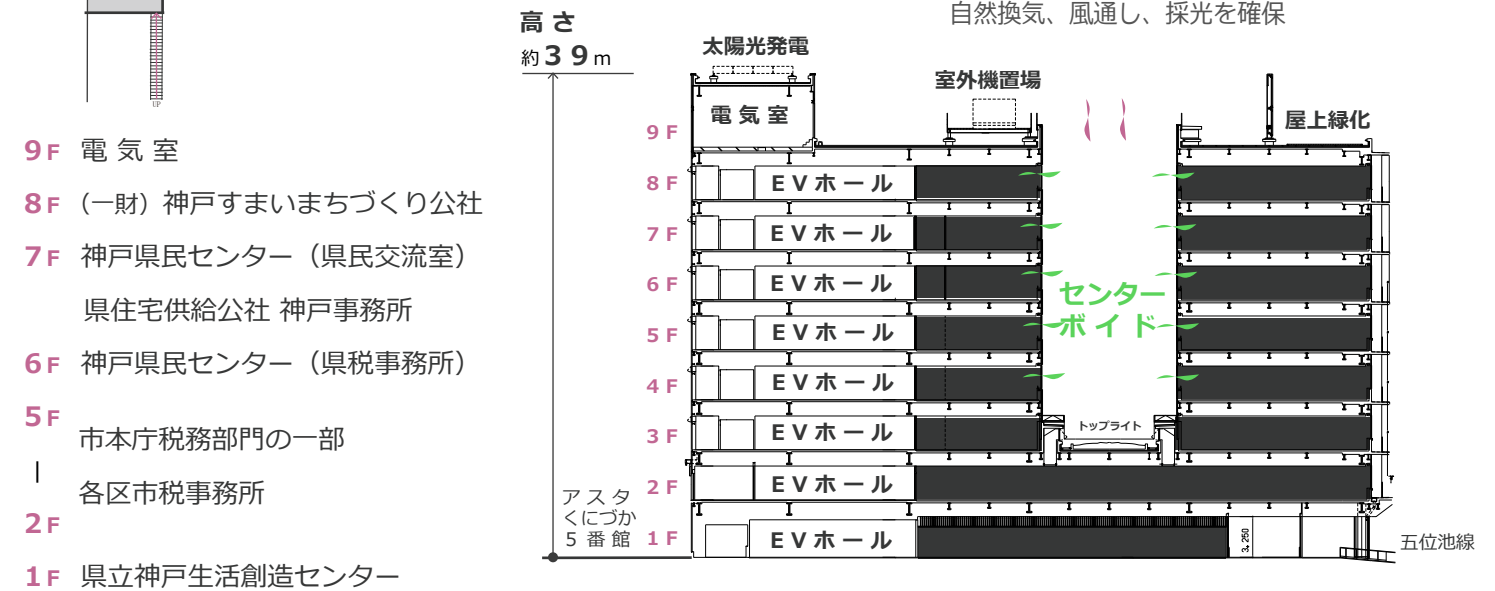 UP
9F 電気室
8F (一財) 神戸すまいまちづくり公社
7F 神戸県民センター（県民交流室）
県住宅供給公社 神戸事務所
6F 神戸県民センター（県税事務所）
5F
市本庁税務部門の一部
|
各区市税事務所
2F
1F 県立神戸生活創造センター
自然換気、風通し、採光を確保
高さ
約39m
太陽光発電
室外機置場
屋上緑化
電気室
9F
8F EVホール
7F EVホール
6F EVホール
センター
ボイド
5F EVホール
4F EVホール
3F EVホール
トップライト
2F EVホール
アスタ
くにづか
5番館
1F EVホール
3,250
五位池線